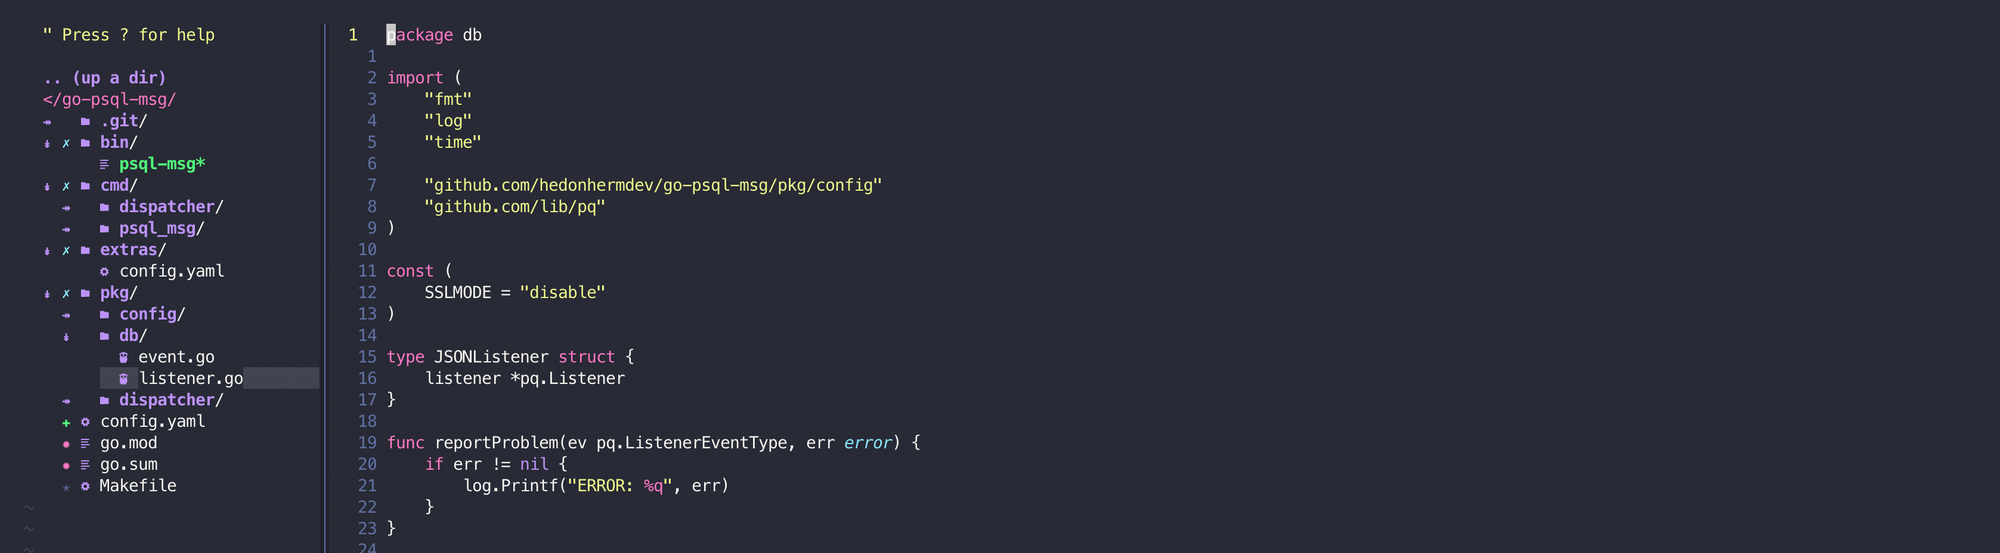 " Press ? for help
.. (up a dir)
</go-psql-msg/
.git/
✗ bin/
psql-msg*
✗ cmd/
dispatcher/
psql_msg/
✗ extras/
config.yaml
✗ pkg/
config/
db/
event.go
listener.go
dispatcher/
+ config.yaml
go.mod
go.sum
★ Makefile
~
~
~
1 package db
1
2 import (
3 "fmt"
4 "log"
5 "time"
6
7 "github.com/hedonhermdev/go-psql-msg/pkg/config"
8 "github.com/lib/pq"
9 )
10
11 const (
12 SSLMODE = "disable"
13 )
14
15 type JSONListener struct {
16 listener *pq.Listener
17 }
18
19 func reportProblem(ev pq.ListenerEventType, err error) {
20 if err != nil {
21 log.Printf("ERROR: %q", err)
22 }
23 }
24